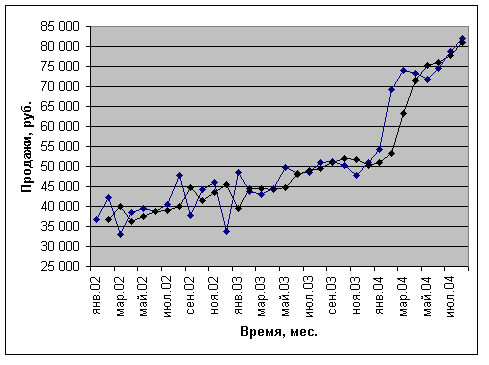 85 000
80 000
75 000
70 000
65 000
60 000
55 000
50 000
45 000
40 000
35 000
30 000
25 000
Продажи, руб.
янв.02
мар.02
май.02
июл.02
сен.02
ноя.02
янв.03
мар.03
май.03
июл.03
сен.03
ноя.03
янв.04
мар.04
май.04
июл.04
Время, мес.